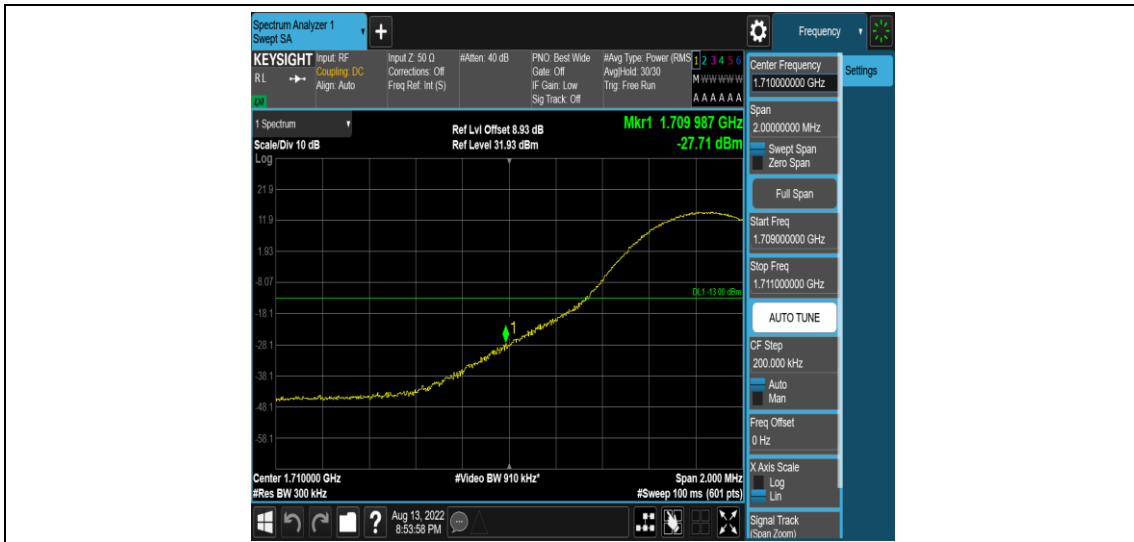 Spectrum Analyzer 1
Swept SA
+
Frequency
KEYSIGHT
RL
Input: RF
Coupling: DC
Align: Auto
Input Z: 50 Ω
Corrections: Off
Freq Ref: Int (S)
#Atten: 40 dB
PNO: Best Wide
Gate: Off
IF Gain: Low
Sig Track: Off
#Avg Type: Power (RMS
Avg|Hold: 30/30
Trig: Free Run
1 2 3 4 5 6
M W W W W W
A A A A A A
LXI
1 Spectrum
Scale/Div 10 dB
Log
Ref Lvl Offset 8.93 dB
Ref Level 31.93 dBm
Mkr1 1.709 987 GHz
-27.71 dBm
21.9
11.9
1.93
-8.07
-18.1
-28.1
-38.1
-48.1
-58.1
DL1 -13.00 dBm
1
Center 1.710000 GHz
#Res BW 300 kHz
#Video BW 910 kHz*
Span 2.000 MHz
#Sweep 100 ms (601 pts)
Center Frequency
1.710000000 GHz
Settings
Span
2.00000000 MHz
Swept Span
Zero Span
Full Span
Start Freq
1.709000000 GHz
Stop Freq
1.711000000 GHz
AUTO TUNE
CF Step
200.000 kHz
Auto
Man
Freq Offset
0 Hz
X Axis Scale
Log
Lin
Signal Track
(Span Zoom)
?
Aug 13, 2022
8:53:58 PM